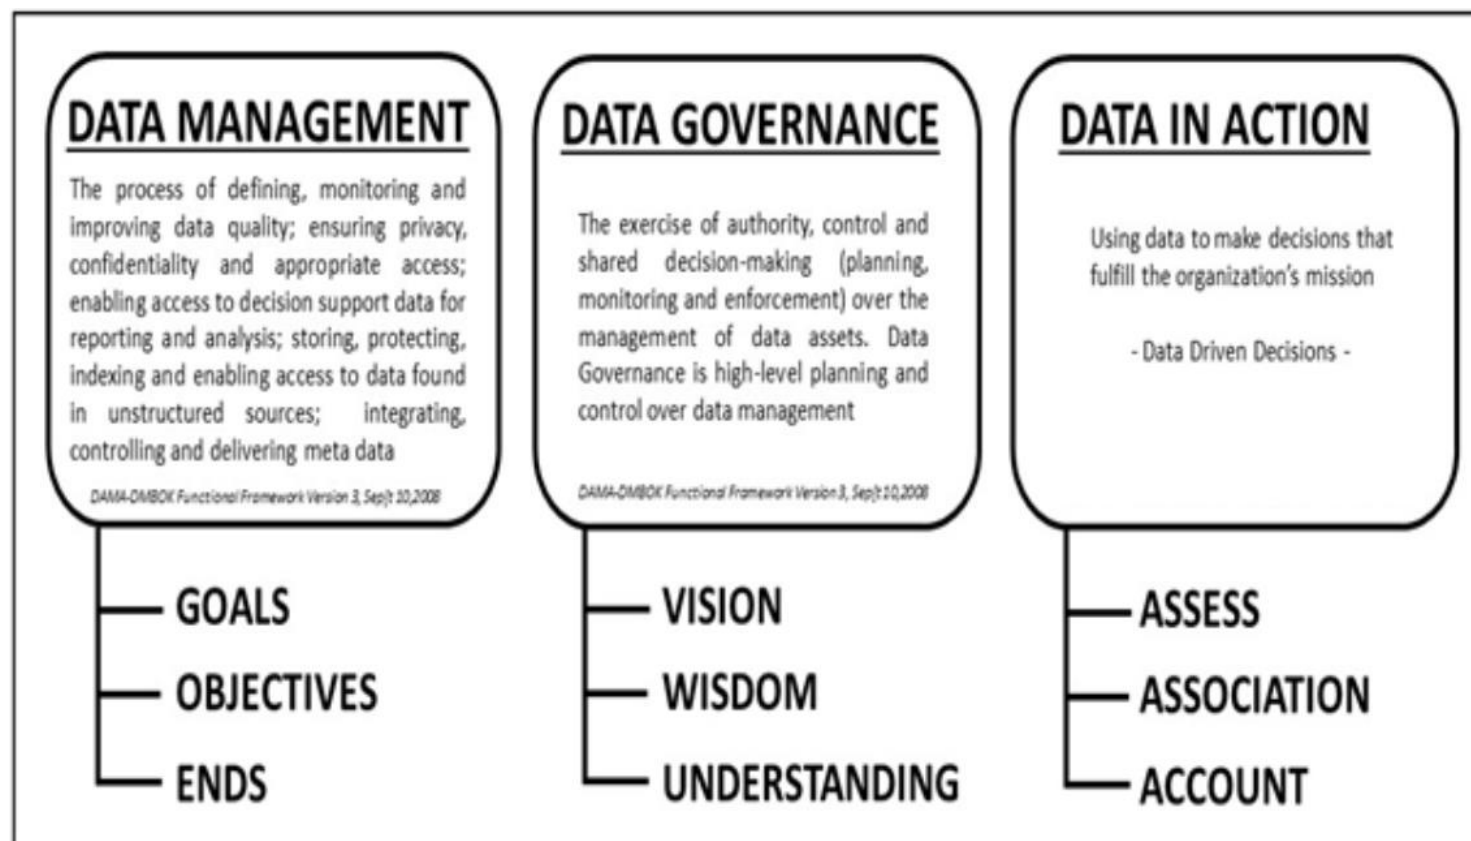 DATA MANAGEMENT
The process of defining, monitoring and
improving data quality; ensuring privacy,
confidentiality and appropriate access;
enabling access to decision support data for
reporting and analysis; storing, protecting,
indexing and enabling access to data found
in unstructured sources; integrating,
controlling and delivering meta data
DAMA-DMBOK Functional Framework Version 3, Sep|t 10,2008
GOALS
OBJECTIVES
ENDS
DATA GOVERNANCE
The exercise of authority, control and
shared decision-making (planning,
monitoring and enforcement) over the
management of data assets. Data
Governance is high-level planning and
control over data management
DAMA-DMBOK Functional Framework Version 3, Sep|t 10,2008
VISION
WISDOM
UNDERSTANDING
DATA IN ACTION
Using data to make decisions that
fulfill the organization's mission
- Data Driven Decisions -
ASSESS
ASSOCIATION
ACCOUNT